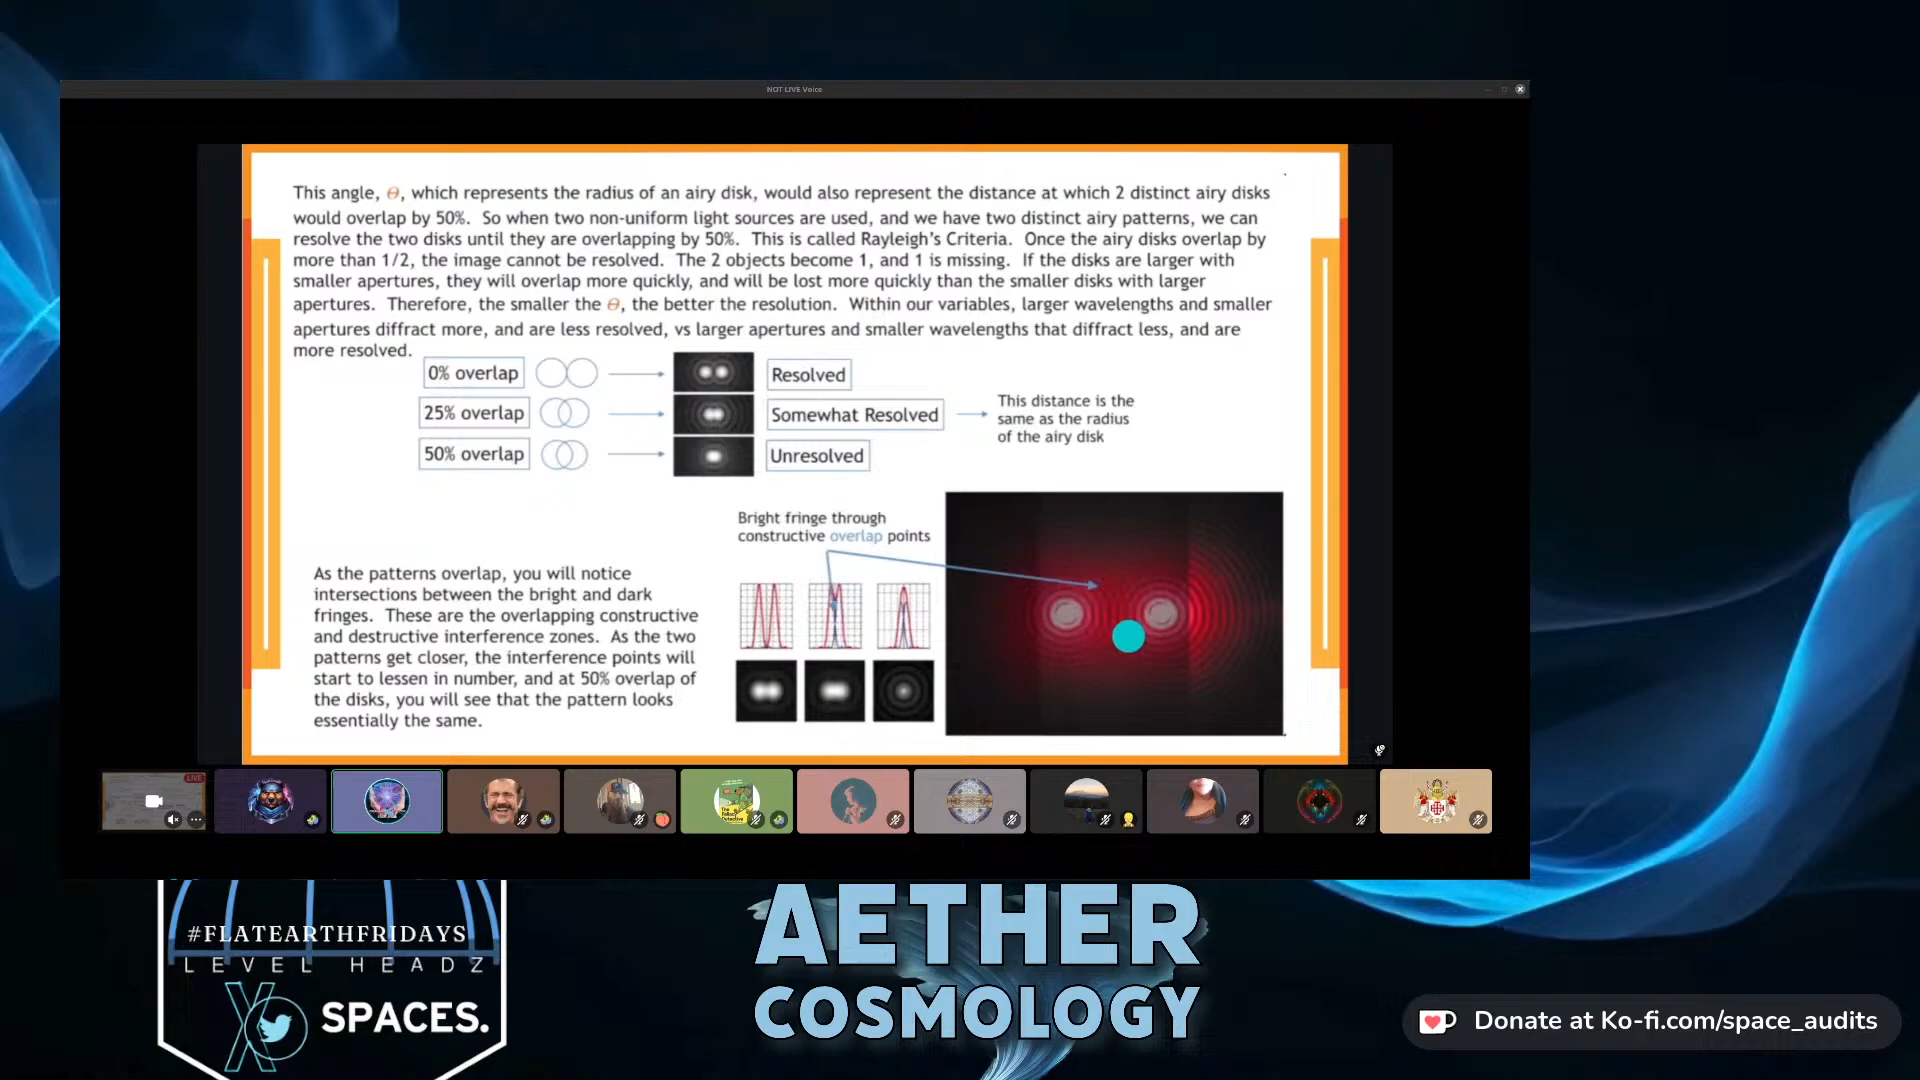 NOT LIVE Voice
This angle, Θ, which represents the radius of an airy disk, would also represent the distance at which 2 distinct airy disks
would overlap by 50%. So when two non-uniform light sources are used, and we have two distinct airy patterns, we can
resolve the two disks until they are overlapping by 50%. This is called Rayleigh's Criteria. Once the airy disks overlap by
more than 1/2, the image cannot be resolved. The 2 objects become 1, and 1 is missing. If the disks are larger with
smaller apertures, they will overlap more quickly, and will be lost more quickly than the smaller disks with larger
apertures. Therefore, the smaller the Θ, the better the resolution. Within our variables, larger wavelengths and smaller
apertures diffract more, and are less resolved, vs larger apertures and smaller wavelengths that diffract less, and are
more resolved.
0% overlap
Resolved
25% overlap
Somewhat Resolved
This distance is the
same as the radius
of the airy disk
50% overlap
Unresolved
Bright fringe through
constructive overlap points
As the patterns overlap, you will notice
intersections between the bright and dark
fringes. These are the overlapping constructive
and destructive interference zones. As the two
patterns get closer, the interference points will
start to lessen in number, and at 50% overlap of
the disks, you will see that the pattern looks
essentially the same.
LIVE
#FLATEARTHFRIDAYS
LEVEL HEADZ
X SPACES.
AETHER
COSMOLOGY
Donate at Ko-fi.com/space_audits